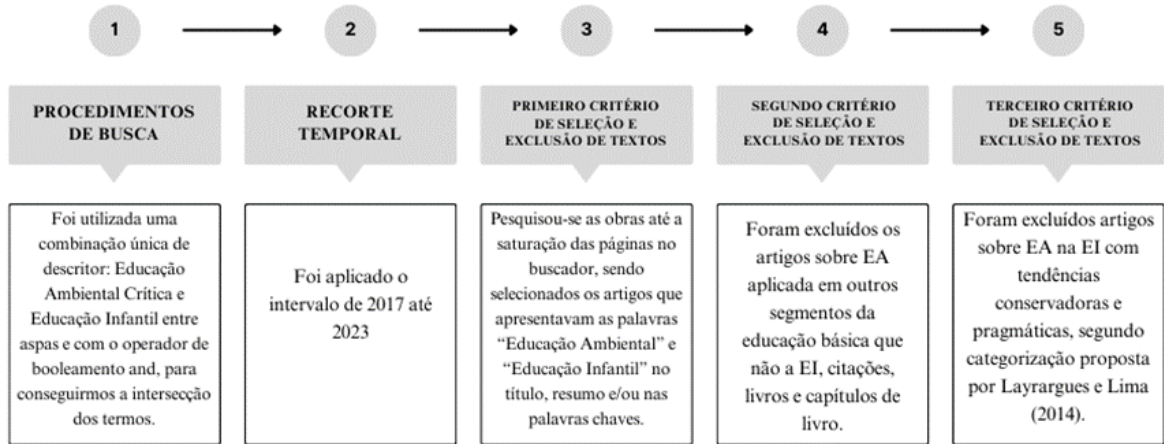 1
2
3
4
5
PROCEDIMENTOS
DE BUSCA
RECORTE
TEMPORAL
PRIMEIRO CRITÉRIO
DE SELEÇÃO E
EXCLUSÃO DE TEXTOS
SEGUNDO CRITÉRIO
DE SELEÇÃO E
EXCLUSÃO DE TEXTOS
TERCEIRO CRITÉRIO
DE SELEÇÃO E
EXCLUSÃO DE TEXTOS
Foi utilizada uma
combinação única de
descritor: Educação
Ambiental Crítica e
Educação Infantil entre
aspas e com o operador de
booleamento and, para
conseguirmos a intersecção
dos termos.
Foi aplicado o
intervalo de 2017 até
2023
Pesquisou-se as obras até a
saturação das páginas no
buscador, sendo
selecionados os artigos que
apresentavam as palavras
“Educação Ambiental” e
“Educação Infantil” no
título, resumo e/ou nas
palavras chaves.
Foram excluídos os
artigos sobre EA
aplicada em outros
segmentos da
educação básica que
não a EI, citações,
livros e capítulos de
livro.
Foram excluídos artigos
sobre EA na EI com
tendências
conservadoras e
pragmáticas, segundo
categorização proposta
por Layrargues e Lima
(2014).